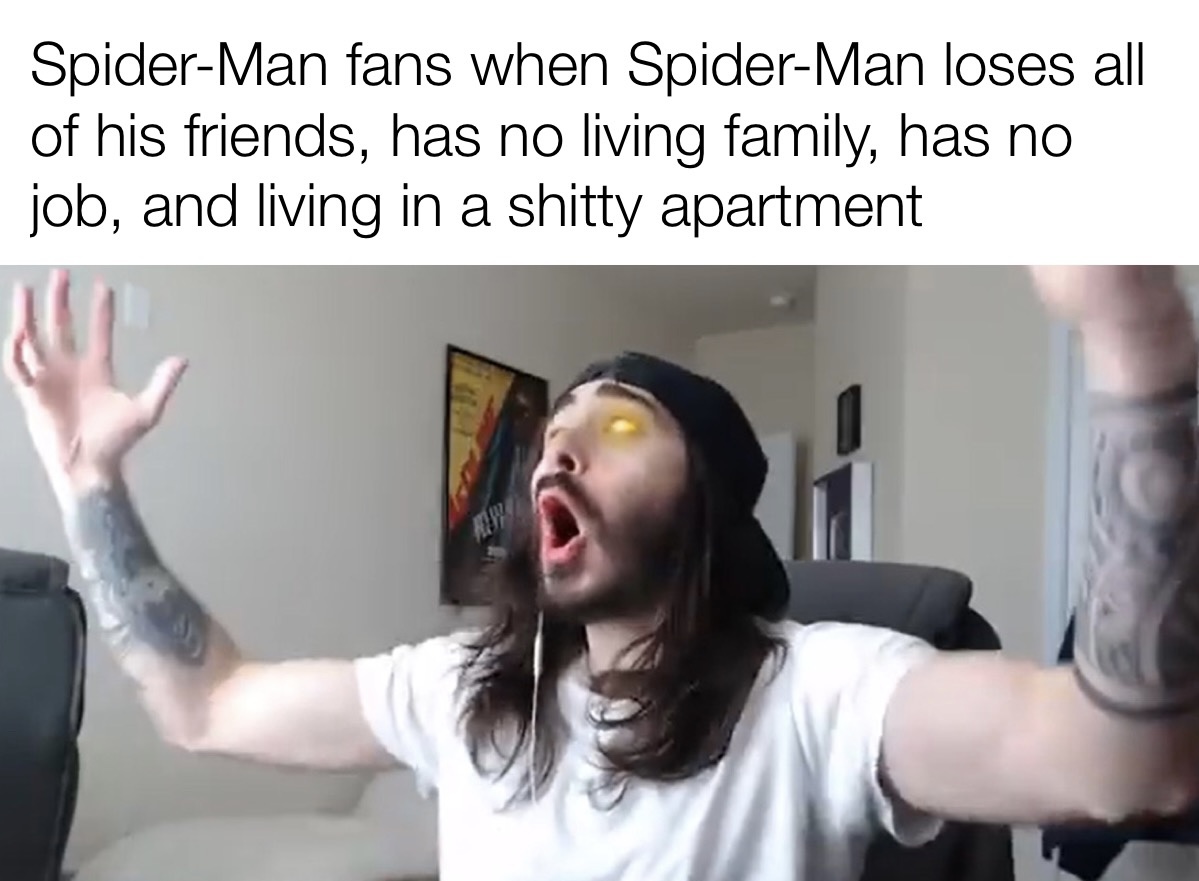 Spider-Man fans when Spider-Man loses all
of his friends, has no living family, has no
job, and living in a shitty apartment